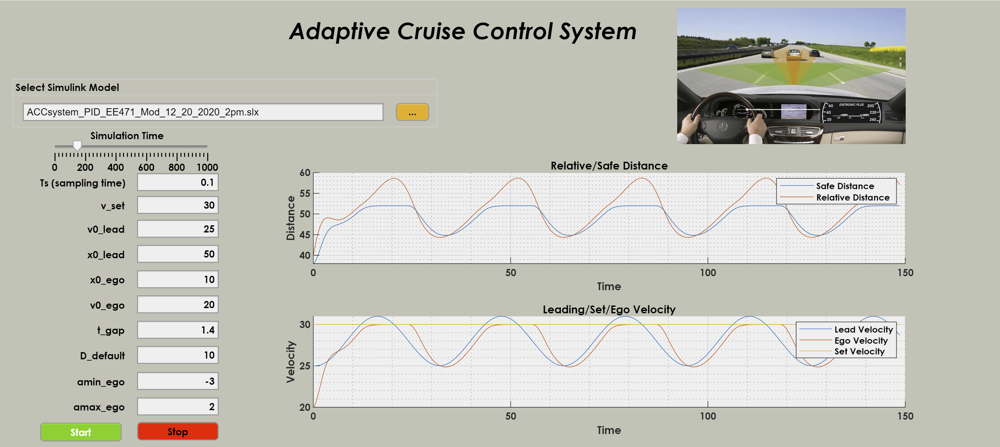 Adaptive Cruise Control System
60 DISTRONIC PLUS 200
40 220
20 100 50 0 m 240
Select Simulink Model
ACCsystem_PID_EE471_Mod_12_20_2020_2pm.slx ...
Simulation Time
0 200 400 600 800 1000
Ts (sampling time) 0.1
v_set 30
v0_lead 25
x0_lead 50
x0_ego 10
v0_ego 20
t_gap 1.4
D_default 10
amin_ego -3
amax_ego 2
Start Stop
Relative/Safe Distance
60
55
50
45
40
Distance
Safe Distance
Relative Distance
0 50 100 150
Time
Leading/Set/Ego Velocity
30
25
20
Velocity
Lead Velocity
Ego Velocity
Set Velocity
0 50 100 150
Time